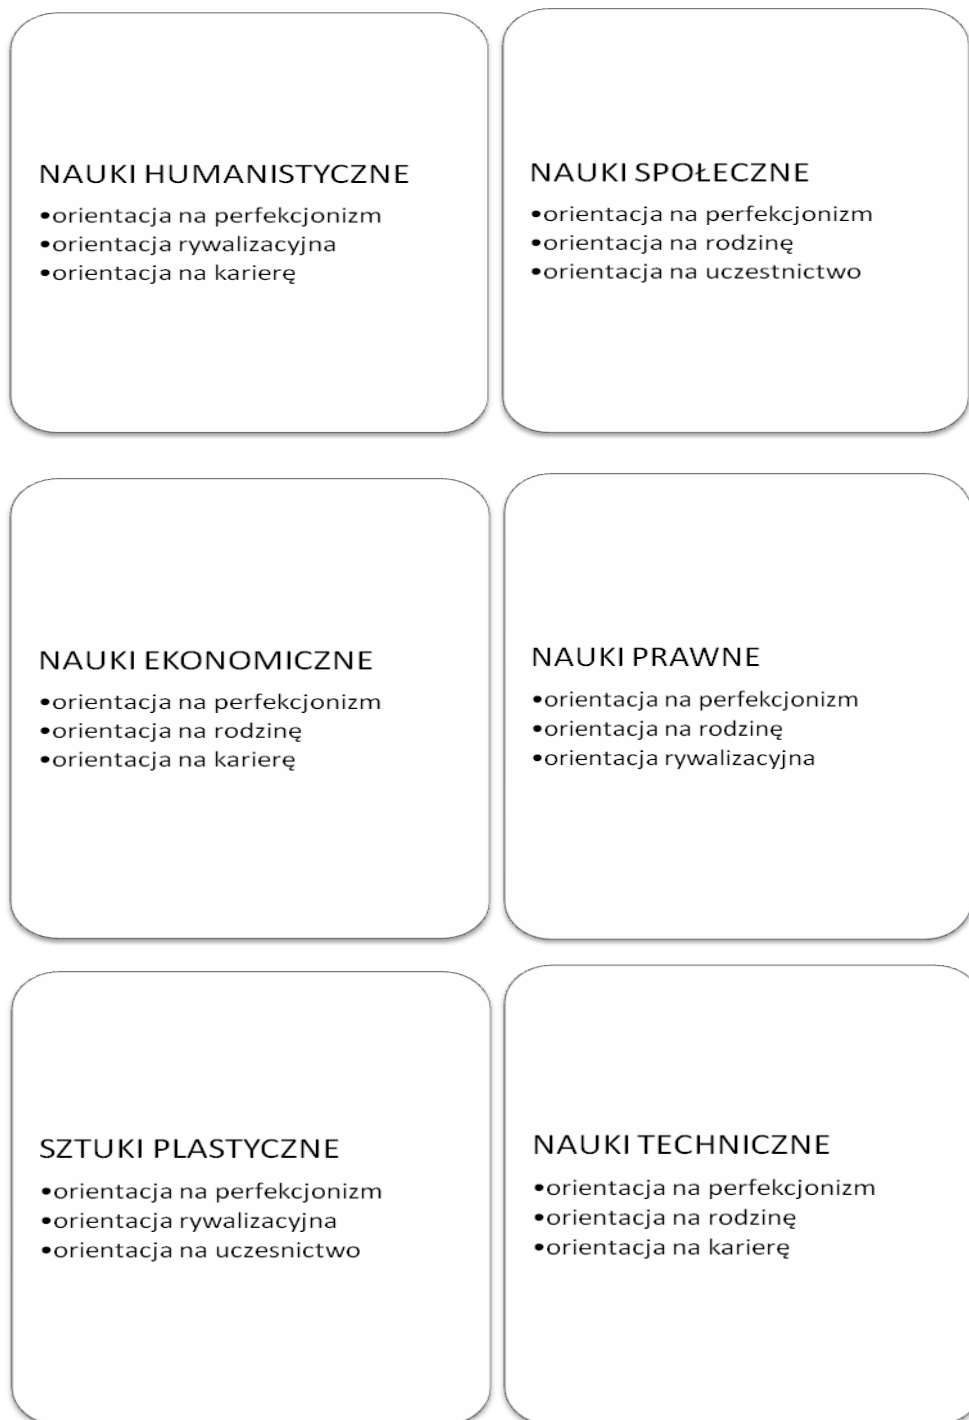 NAUKI HUMANISTYCZNE
•orientacja na perfekcjonizm
•orientacja rywalizacyjna
•orientacja na karierę
NAUKI SPOŁECZNE
•orientacja na perfekcjonizm
•orientacja na rodzinę
•orientacja na uczestnictwo
NAUKI EKONOMICZNE
•orientacja na perfekcjonizm
•orientacja na rodzinę
•orientacja na karierę
NAUKI PRAWNE
•orientacja na perfekcjonizm
•orientacja na rodzinę
•orientacja rywalizacyjna
SZTUKI PLASTYCZNE
•orientacja na perfekcjonizm
•orientacja rywalizacyjna
•orientacja na uczesnictwo
NAUKI TECHNICZNE
•orientacja na perfekcjonizm
•orientacja na rodzinę
•orientacja na karierę